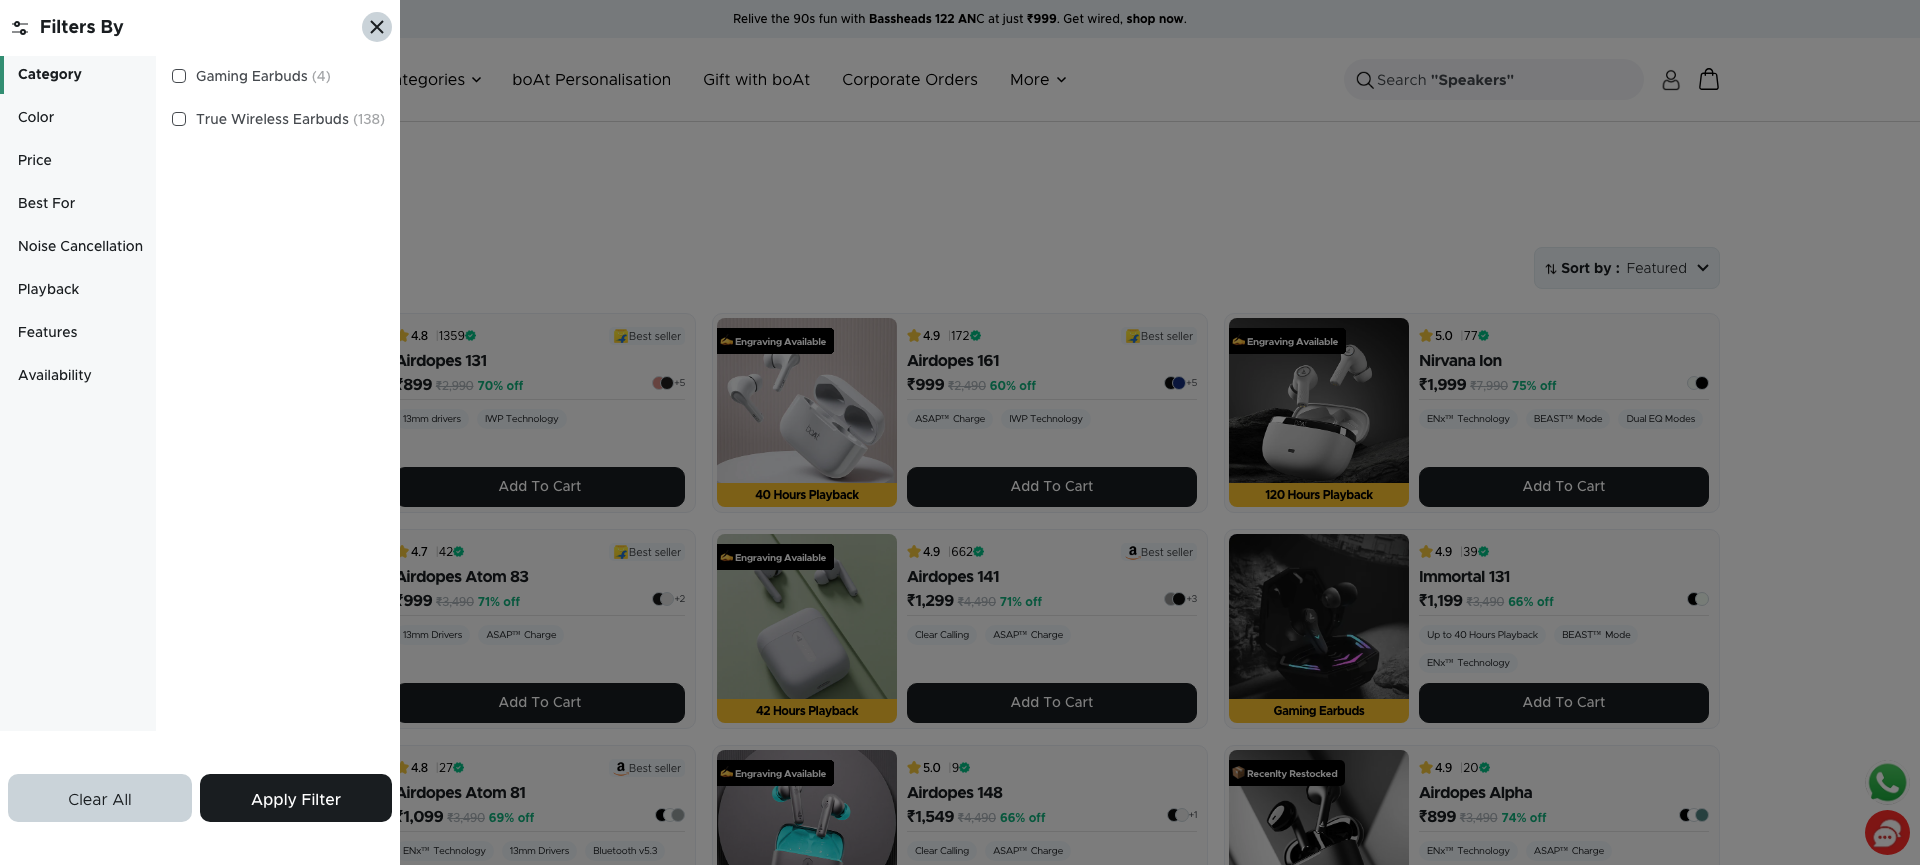 Relive the 90s fun with Bassheads 122 ANC at just ₹999. Get wired, shop now.
Filters By
Category
Color
Price
Best For
Noise Cancellation
Playback
Features
Availability
Gaming Earbuds (4)
True Wireless Earbuds (138)
Clear All
Apply Filter
boAt Personalisation
Gift with boAt
Corporate Orders
More
Search "Speakers"
Sort by : Featured
4.8 | 1359
Best seller
Airdopes 131
₹899 ₹2,990 70% off
+5
13mm drivers
IWP Technology
Add To Cart
Engraving Available
40 Hours Playback
4.9 | 172
Best seller
Airdopes 161
₹999 ₹2,490 60% off
+5
ASAP™ Charge
IWP Technology
Add To Cart
Engraving Available
120 Hours Playback
5.0 | 77
Nirvana Ion
₹1,999 ₹7,990 75% off
ENx™ Technology
BEAST™ Mode
Dual EQ Modes
Add To Cart
4.7 | 42
Best seller
Airdopes Atom 83
₹999 ₹3,490 71% off
+2
13mm Drivers
ASAP™ Charge
Add To Cart
Engraving Available
42 Hours Playback
4.9 | 662
Best seller
Airdopes 141
₹1,299 ₹4,490 71% off
+3
Clear Calling
ASAP™ Charge
Add To Cart
Gaming Earbuds
4.9 | 39
Immortal 131
₹1,199 ₹3,490 66% off
Up to 40 Hours Playback
BEAST™ Mode
ENx™ Technology
Add To Cart
4.8 | 27
Best seller
Airdopes Atom 81
₹1,099 ₹3,490 69% off
ENx™ Technology
13mm Drivers
Bluetooth v5.3
Engraving Available
5.0 | 9
Airdopes 148
₹1,549 ₹4,490 66% off
+1
Clear Calling
ASAP™ Charge
Recenlty Restocked
4.9 | 20
Airdopes Alpha
₹899 ₹3,490 74% off
ENx™ Technology
ASAP™ Charge